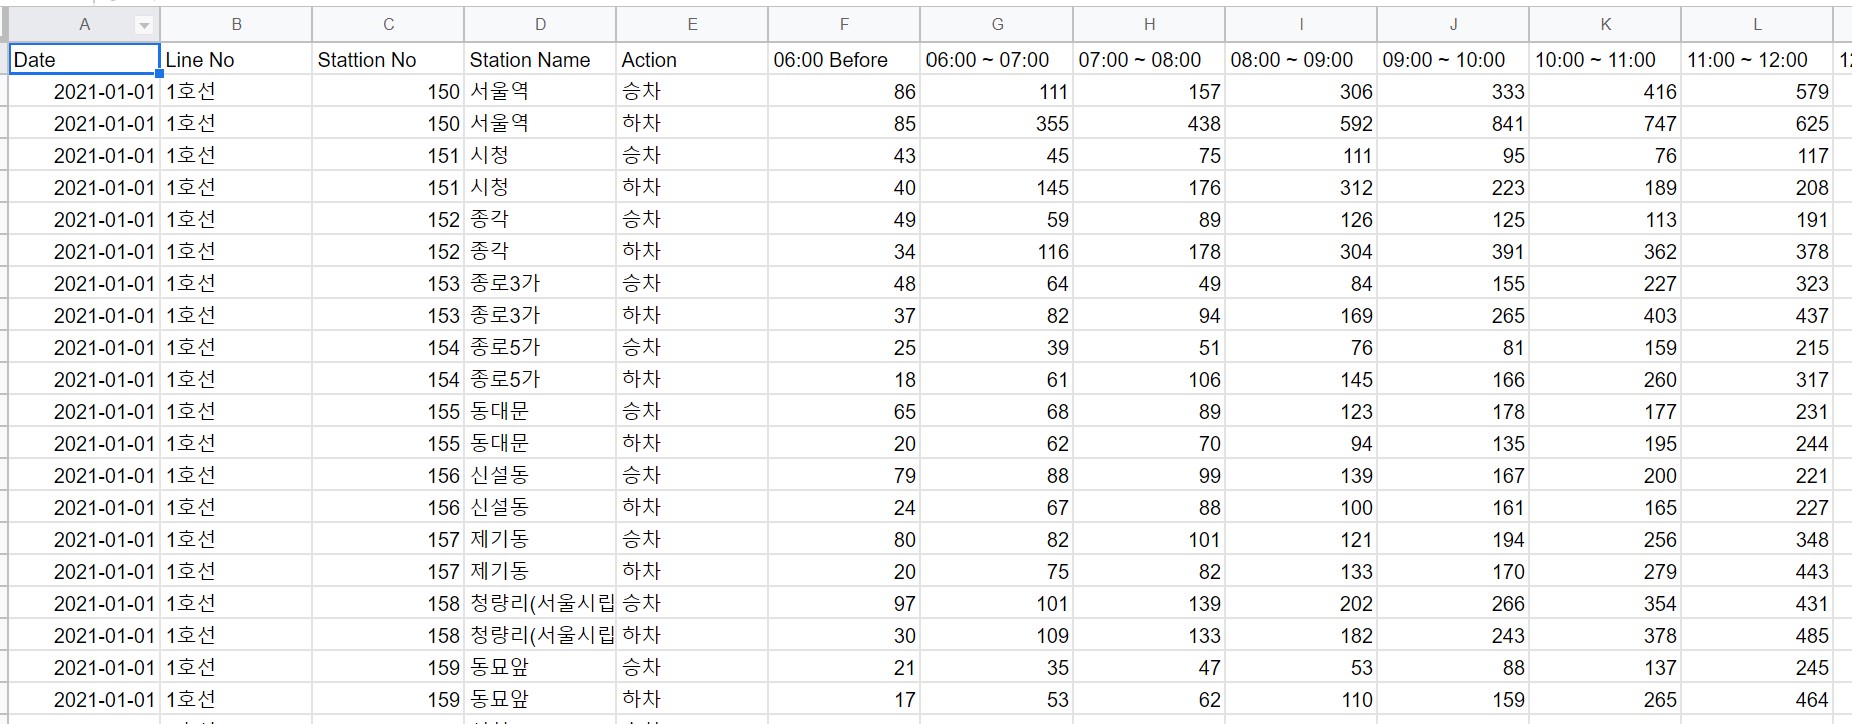 A B C D E F G H I J K L
Date Line No Stattion No Station Name Action 06:00 Before 06:00 ~ 07:00 07:00 ~ 08:00 08:00 ~ 09:00 09:00 ~ 10:00 10:00 ~ 11:00 11:00 ~ 12:00
2021-01-01 1호선 150 서울역 승차 86 111 157 306 333 416 579
2021-01-01 1호선 150 서울역 하차 85 355 438 592 841 747 625
2021-01-01 1호선 151 시청 승차 43 45 75 111 95 76 117
2021-01-01 1호선 151 시청 하차 40 145 176 312 223 189 208
2021-01-01 1호선 152 종각 승차 49 59 89 126 125 113 191
2021-01-01 1호선 152 종각 하차 34 116 178 304 391 362 378
2021-01-01 1호선 153 종로3가 승차 48 64 49 84 155 227 323
2021-01-01 1호선 153 종로3가 하차 37 82 94 169 265 403 437
2021-01-01 1호선 154 종로5가 승차 25 39 51 76 81 159 215
2021-01-01 1호선 154 종로5가 하차 18 61 106 145 166 260 317
2021-01-01 1호선 155 동대문 승차 65 68 89 123 178 177 231
2021-01-01 1호선 155 동대문 하차 20 62 70 94 135 195 244
2021-01-01 1호선 156 신설동 승차 79 88 99 139 167 200 221
2021-01-01 1호선 156 신설동 하차 24 67 88 100 161 165 227
2021-01-01 1호선 157 제기동 승차 80 82 101 121 194 256 348
2021-01-01 1호선 157 제기동 하차 20 75 82 133 170 279 443
2021-01-01 1호선 158 청량리(서울시립 승차 97 101 139 202 266 354 431
2021-01-01 1호선 158 청량리(서울시립 하차 30 109 133 182 243 378 485
2021-01-01 1호선 159 동묘앞 승차 21 35 47 53 88 137 245
2021-01-01 1호선 159 동묘앞 하차 17 53 62 110 159 265 464